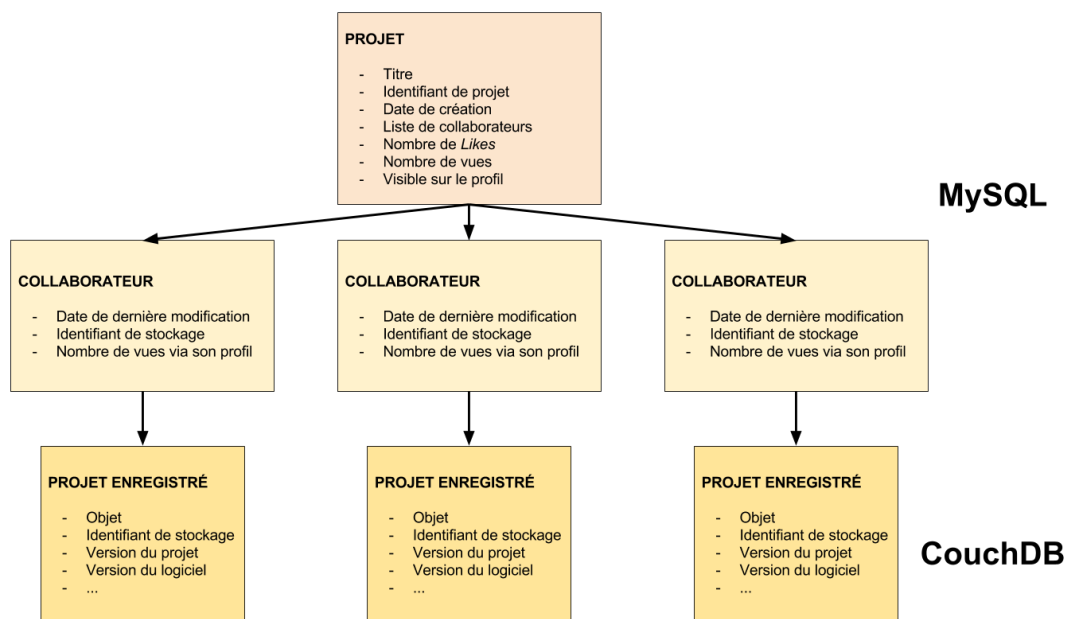 PROJET
- Titre
- Identifiant de projet
- Date de création
- Liste de collaborateurs
- Nombre de Likes
- Nombre de vues
- Visible sur le profil
MySQL
COLLABORATEUR
- Date de dernière modification
- Identifiant de stockage
- Nombre de vues via son profil
COLLABORATEUR
- Date de dernière modification
- Identifiant de stockage
- Nombre de vues via son profil
COLLABORATEUR
- Date de dernière modification
- Identifiant de stockage
- Nombre de vues via son profil
PROJET ENREGISTRÉ
- Objet
- Identifiant de stockage
- Version du projet
- Version du logiciel
- ...
PROJET ENREGISTRÉ
- Objet
- Identifiant de stockage
- Version du projet
- Version du logiciel
- ...
PROJET ENREGISTRÉ
- Objet
- Identifiant de stockage
- Version du projet
- Version du logiciel
- ...
CouchDB